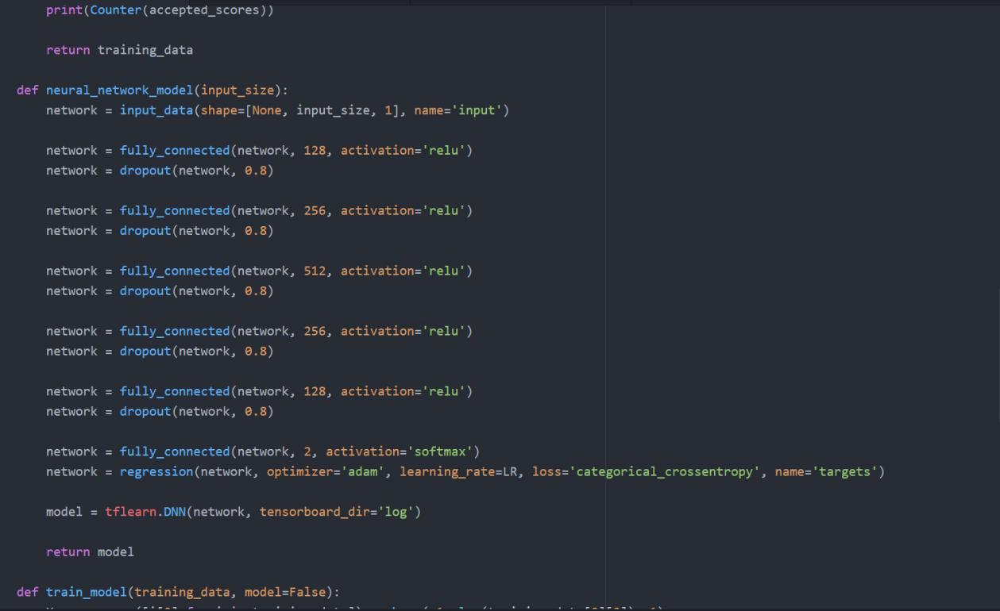 print(Counter(accepted_scores))
return training_data
def neural_network_model(input_size):
network = input_data(shape=[None, input_size, 1], name='input')
network = fully_connected(network, 128, activation='relu')
network = dropout(network, 0.8)
network = fully_connected(network, 256, activation='relu')
network = dropout(network, 0.8)
network = fully_connected(network, 512, activation='relu')
network = dropout(network, 0.8)
network = fully_connected(network, 256, activation='relu')
network = dropout(network, 0.8)
network = fully_connected(network, 128, activation='relu')
network = dropout(network, 0.8)
network = fully_connected(network, 2, activation='softmax')
network = regression(network, optimizer='adam', learning_rate=LR, loss='categorical_crossentropy', name='targets')
model = tflearn.DNN(network, tensorboard_dir='log')
return model
def train_model(training_data, model=False):